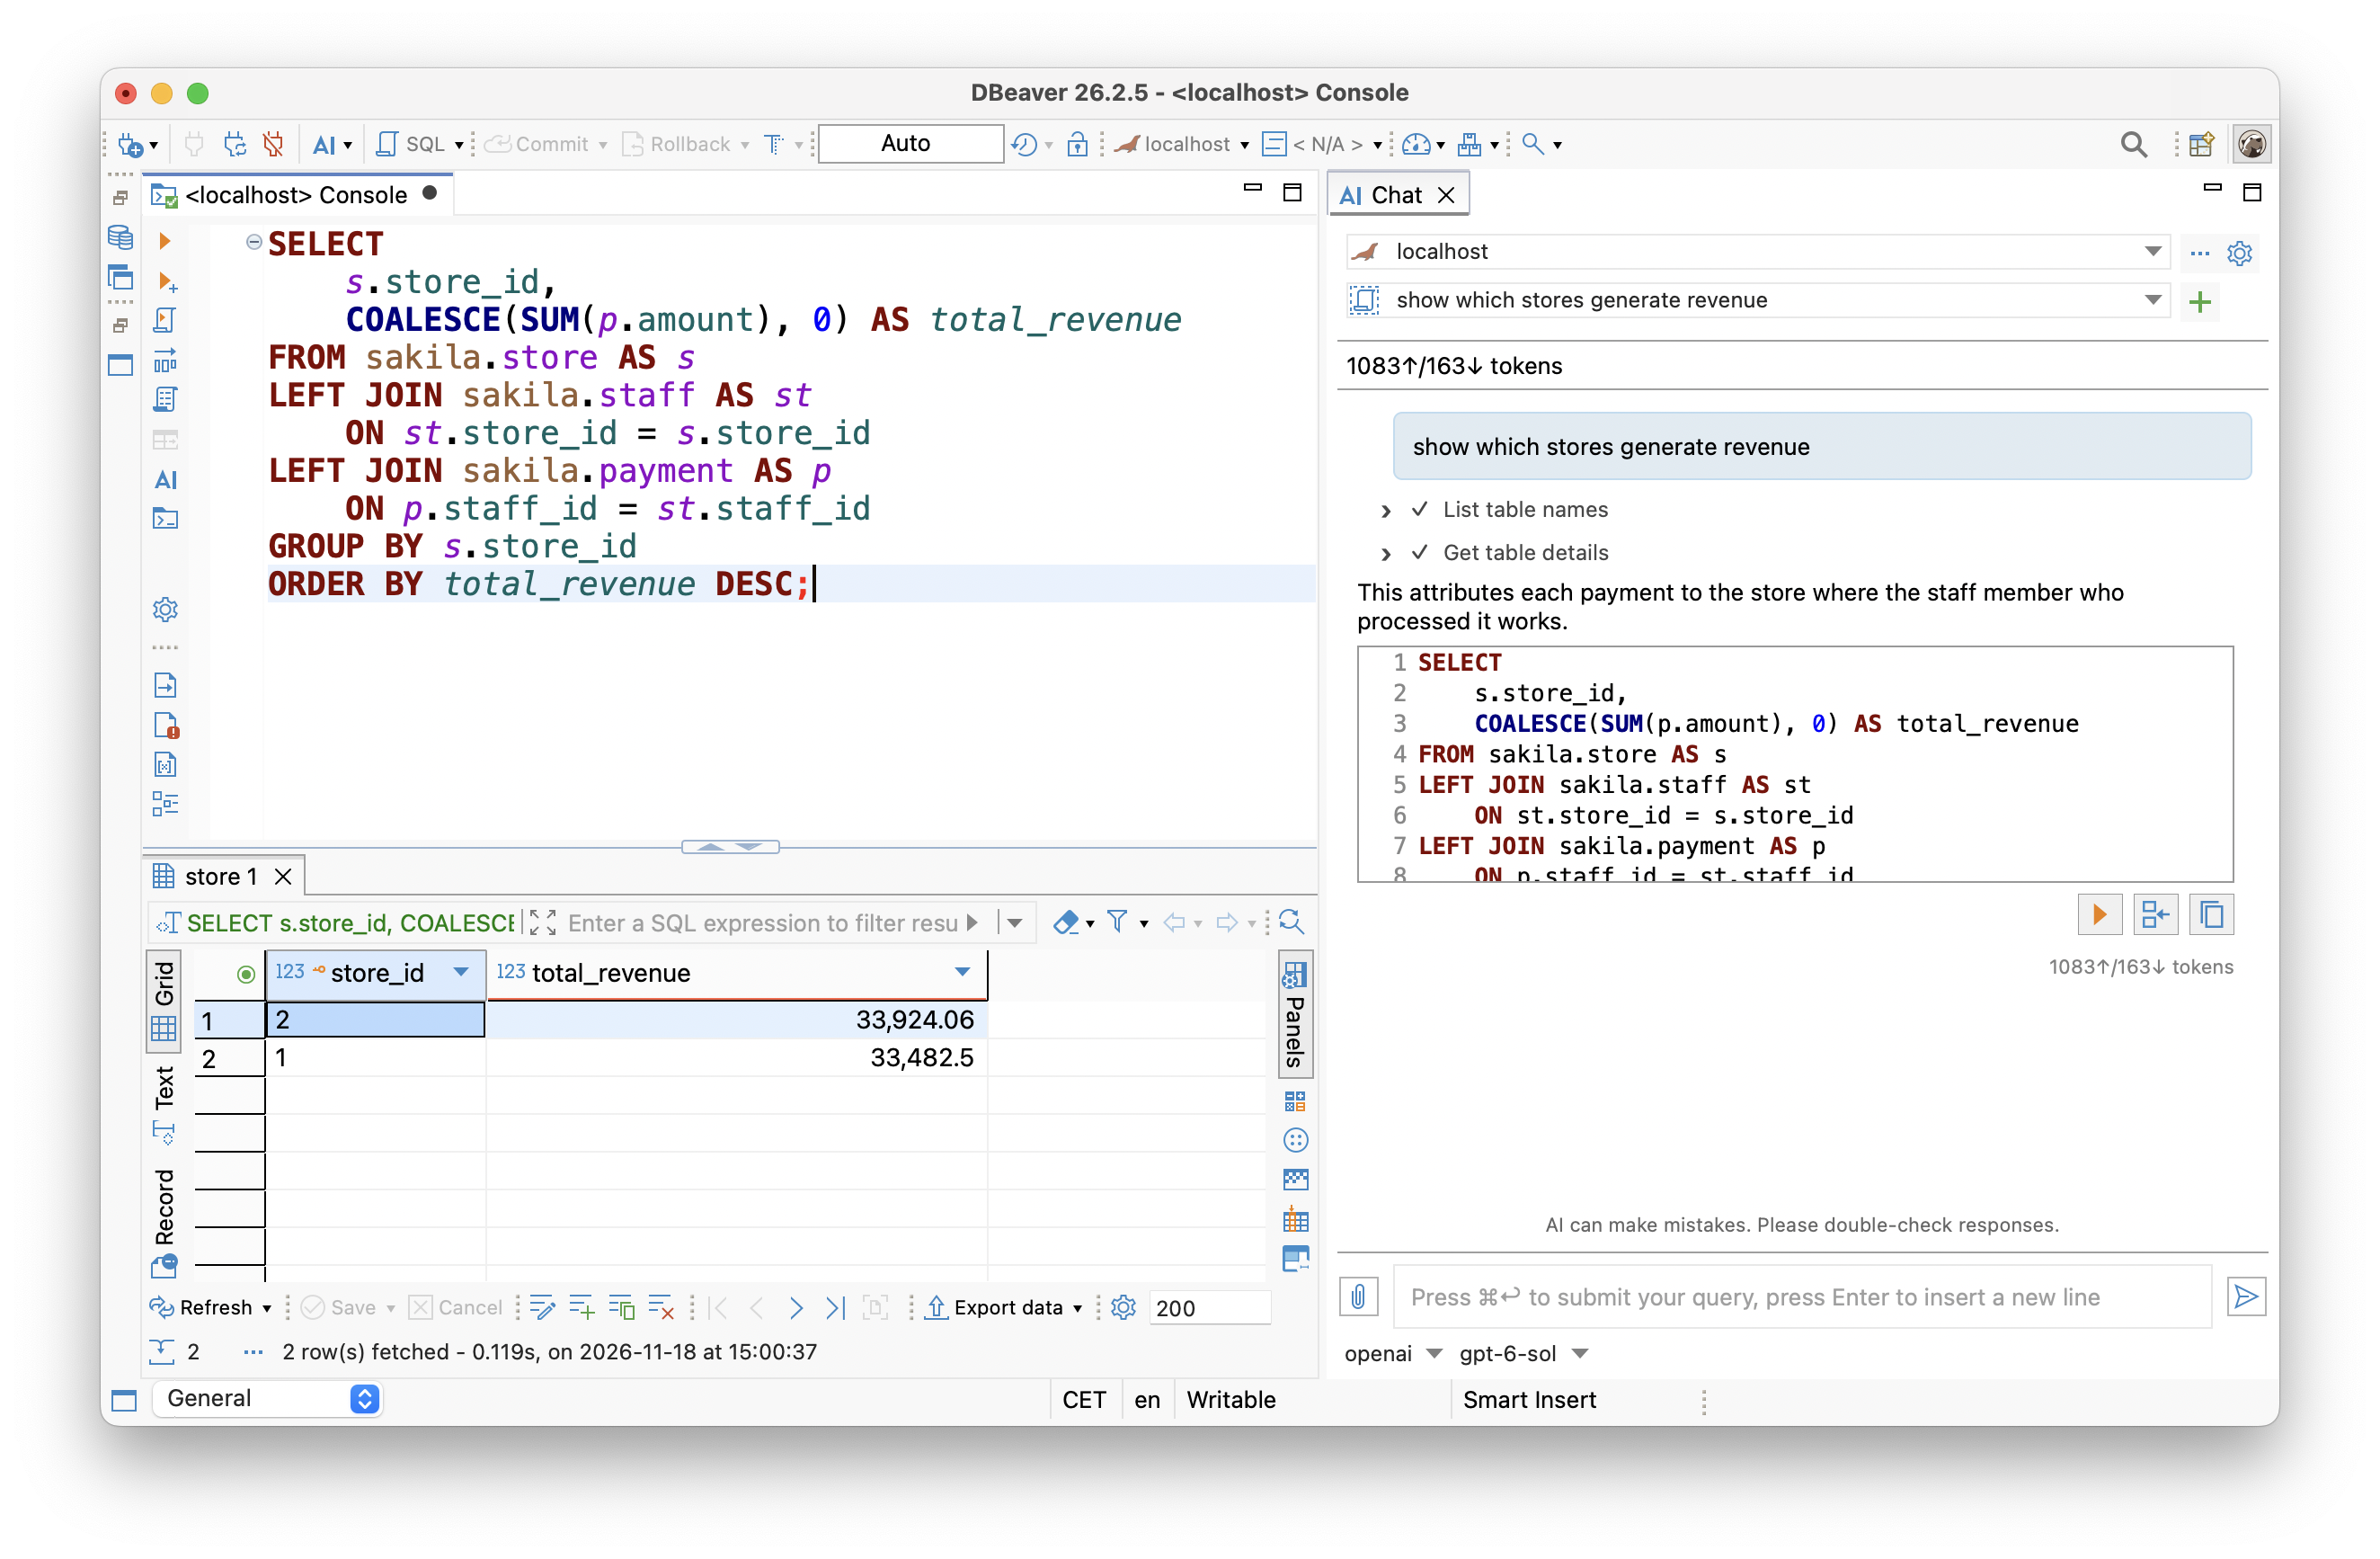 DBeaver 26.2.5 - <localhost> Console
AI
SQL
Commit
Rollback
Auto
localhost
< N/A >
<localhost> Console
SELECT
s.store_id,
COALESCE(SUM(p.amount), 0) AS total_revenue
FROM sakila.store AS s
LEFT JOIN sakila.staff AS st
ON st.store_id = s.store_id
LEFT JOIN sakila.payment AS p
ON p.staff_id = st.staff_id
GROUP BY s.store_id
ORDER BY total_revenue DESC;
AI
store 1
SELECT s.store_id, COALESCE
Enter a SQL expression to filter resu
Grid
Text
Record
123 store_id
123 total_revenue
1 2 33,924.06
2 1 33,482.5
Panels
Refresh
Save
Cancel
Export data
200
2
2 row(s) fetched - 0.119s, on 2026-11-18 at 15:00:37
AI Chat
localhost
show which stores generate revenue
1083↑/163↓ tokens
show which stores generate revenue
List table names
Get table details
This attributes each payment to the store where the staff member who
processed it works.
1 SELECT
2 s.store_id,
3 COALESCE(SUM(p.amount), 0) AS total_revenue
4 FROM sakila.store AS s
5 LEFT JOIN sakila.staff AS st
6 ON st.store_id = s.store_id
7 LEFT JOIN sakila.payment AS p
8 ON p.staff_id = st.staff_id
1083↑/163↓ tokens
AI can make mistakes. Please double-check responses.
Press ⌘↩ to submit your query, press Enter to insert a new line
openai
gpt-6-sol
General
CET
en
Writable
Smart Insert